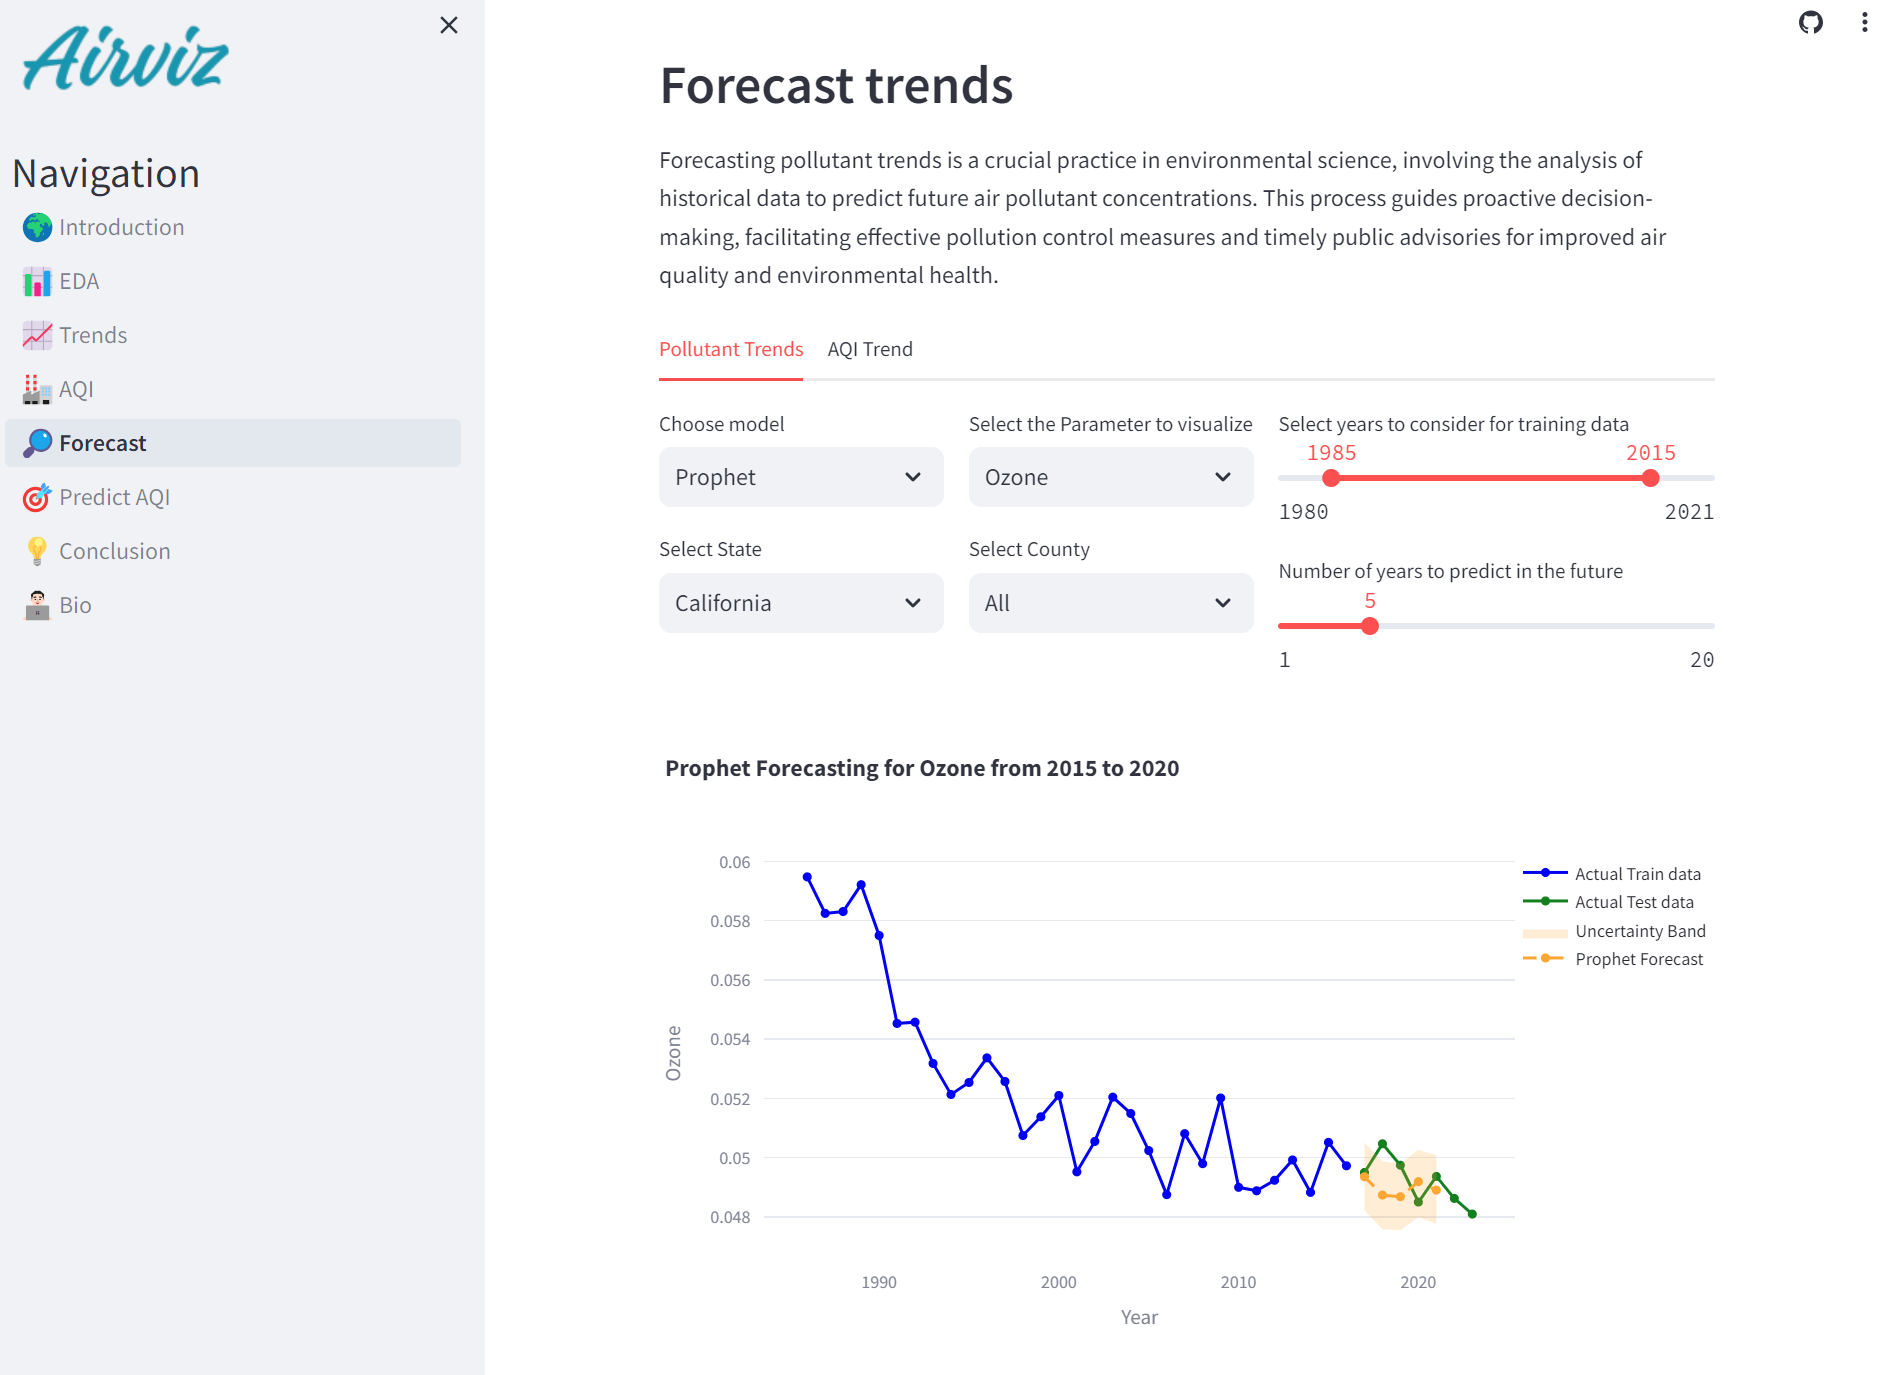 Airviz
Navigation
Introduction
EDA
Trends
AQI
Forecast
Predict AQI
Conclusion
Bio
Forecast trends
Forecasting pollutant trends is a crucial practice in environmental science, involving the analysis of
historical data to predict future air pollutant concentrations. This process guides proactive decision-
making, facilitating effective pollution control measures and timely public advisories for improved air
quality and environmental health.
Pollutant Trends AQI Trend
Choose model
Prophet
Select the Parameter to visualize
Ozone
Select years to consider for training data
1985 2015
1980 2021
Select State
California
Select County
All
Number of years to predict in the future
5
1 20
Prophet Forecasting for Ozone from 2015 to 2020
0.06
0.058
0.056
0.054
0.052
0.05
0.048
Ozone
1990 2000 2010 2020
Year
Actual Train data
Actual Test data
Uncertainty Band
Prophet Forecast